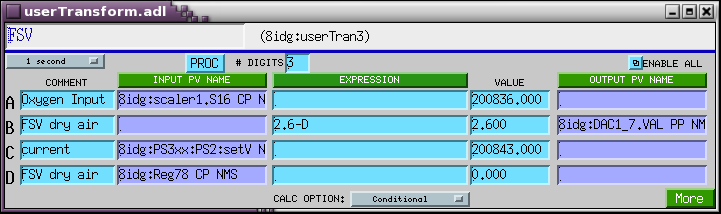 userTransform.adl
FSV (8idg:userTran3)
1 second PROC # DIGITS 3 ENABLE ALL
COMMENT INPUT PV NAME EXPRESSION VALUE OUTPUT PV NAME
A Oxygen Input 8idg:scaler1.S16 CP N . 200836.000 .
B FSV dry air . 2.6-D 2.600 8idg:DAC1_7.VAL PP NM
C current 8idg:PS3xx:PS2:setV N . 200843.000 .
D FSV dry air 8idg:Reg78 CP NMS . 0.000 .
CALC OPTION: Conditional More